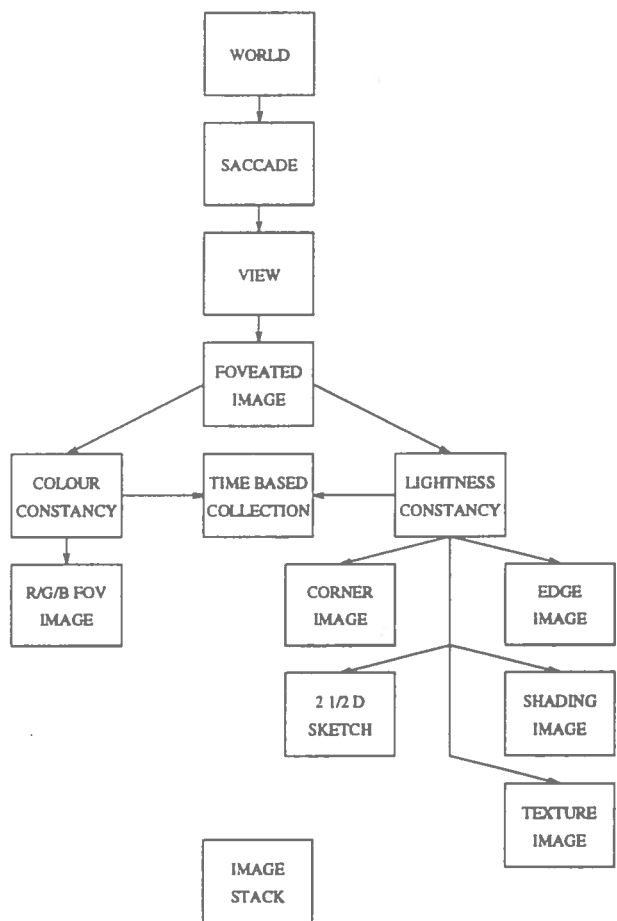 WORLD
SACCADE
VIEW
FOVEATED
IMAGE
COLOUR
CONSTANCY
TIME BASED
COLLECTION
LIGHTNESS
CONSTANCY
R/G/B FOV
IMAGE
CORNER
IMAGE
EDGE
IMAGE
2 1/2 D
SKETCH
SHADING
IMAGE
TEXTURE
IMAGE
IMAGE
STACK